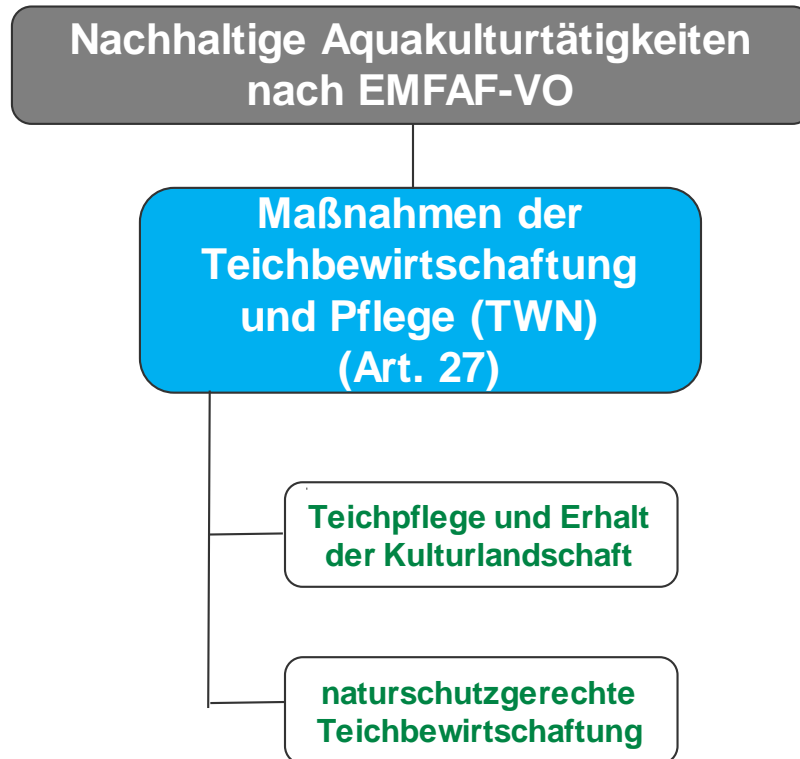 Nachhaltige Aquakulturtätigkeiten
nach EMFAF-VO
Maßnahmen der
Teichbewirtschaftung
und Pflege (TWN)
(Art. 27)
Teichpflege und Erhalt
der Kulturlandschaft
naturschutzgerechte
Teichbewirtschaftung